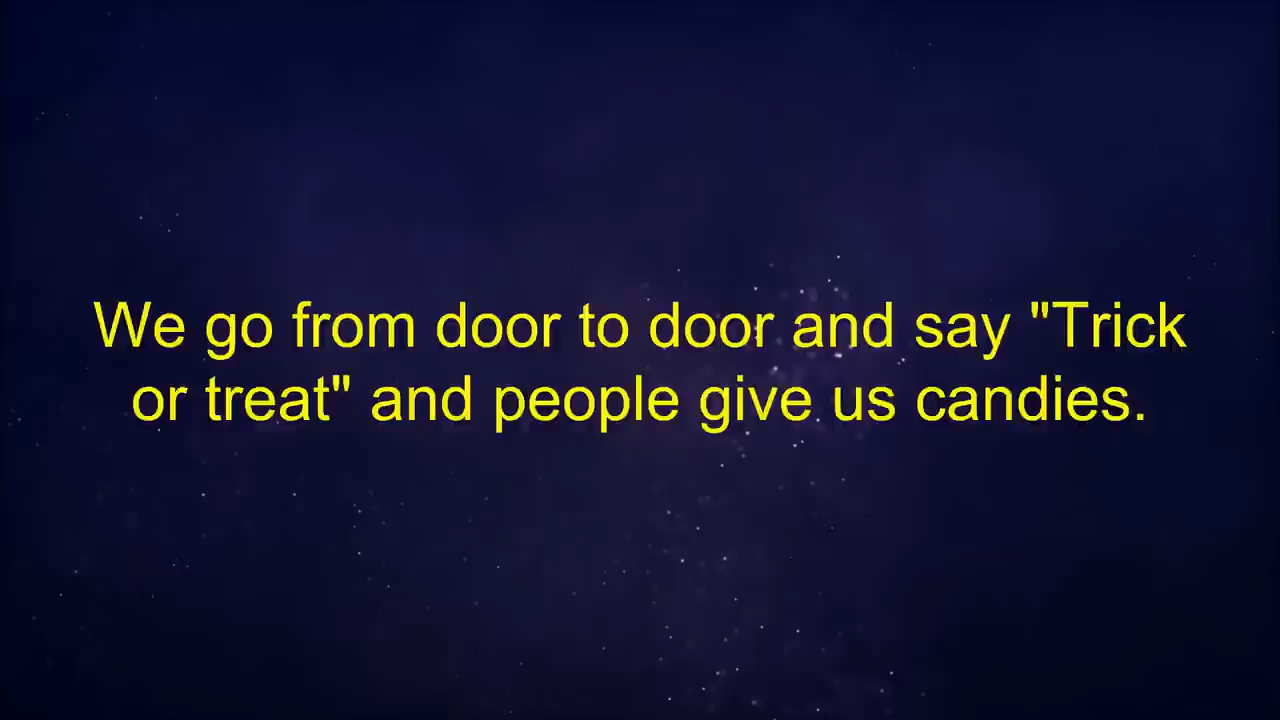 We go from door to door and say "Trick
or treat" and people give us candies.